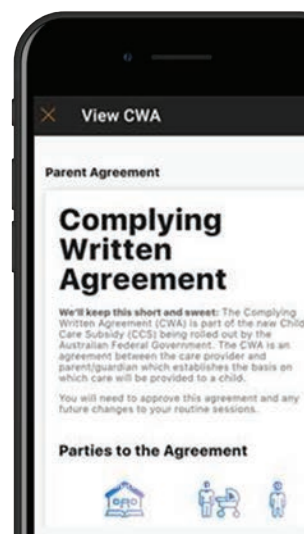 View CWA
Parent Agreement
Complying
Written
Agreement
We'll keep this short and sweet: The Complying
Written Agreement (CWA) is part of the new Child
Care Subsidy (CCS) being rolled out by the
Australian Federal Government. The CWA is an
agreement between the care provider and
parent/guardian which establishes the basis on
which care will be provided to a child.
You will need to approve this agreement and any
future changes to your routine sessions.
Parties to the Agreement